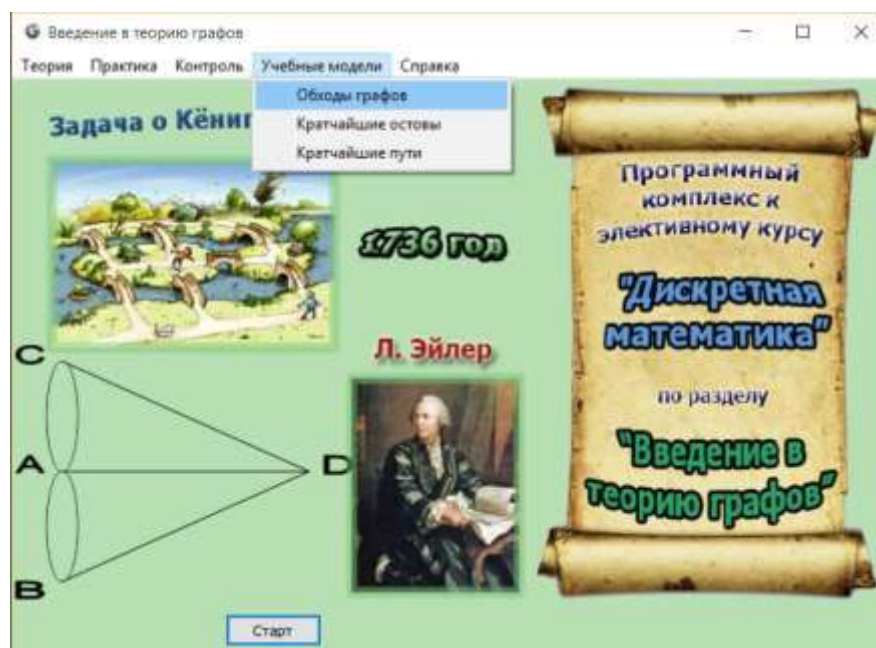 Введение в теорию графов
Теория Практика Контроль Учебные модели Справка
Обходы графов
Кратчайшие остовы
Кратчайшие пути
Задача о Кёниг
1736 год
Л. Эйлер
C
A
D
B
Старт
Программный
комплекс к
элективному курсу
"Дискретная
математика"
по разделу
"Введение в
теорию графов"